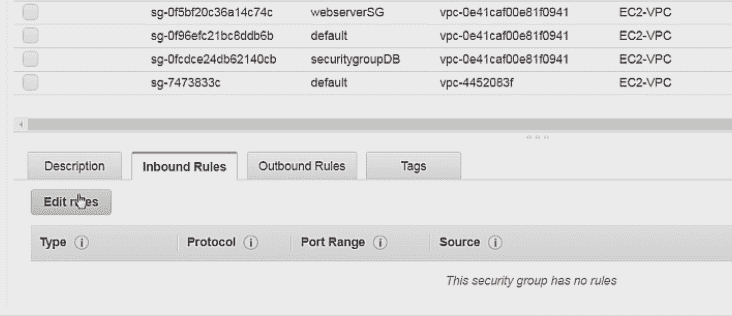 sg-0f5bf20c36a14c74c webserverSG vpc-0e41caf00e81f0941 EC2-VPC
sg-0f96efc21bc8ddb6b default vpc-0e41caf00e81f0941 EC2-VPC
sg-0fcdce24db62140cb securitygroupDB vpc-0e41caf00e81f0941 EC2-VPC
sg-7473833c default vpc-4452083f EC2-VPC
Description Inbound Rules Outbound Rules Tags
Edit rules
Type Protocol Port Range Source
This security group has no rules